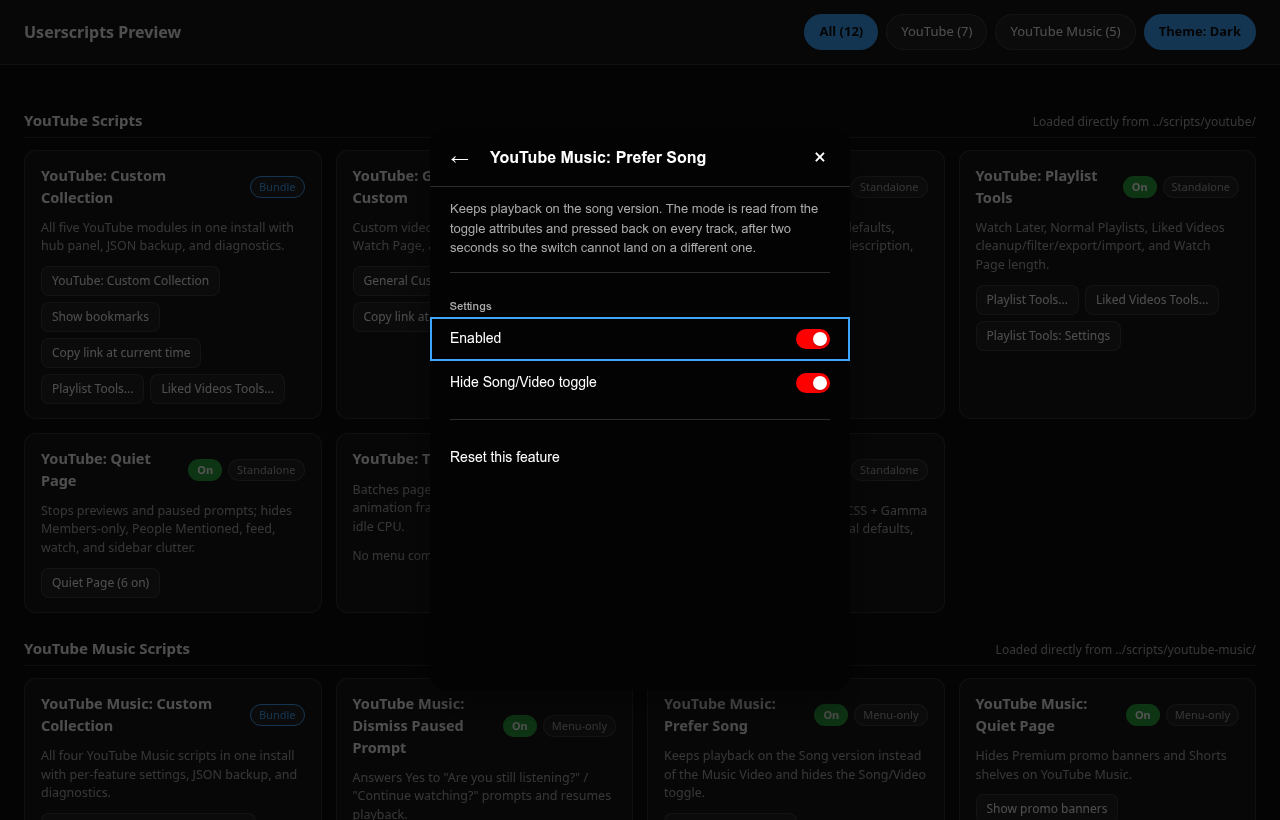 Userscripts Preview
All (12)
YouTube (7)
YouTube Music (5)
Theme: Dark
YouTube Scripts
Loaded directly from ../scripts/youtube/
YouTube: Custom
Collection
Bundle
All five YouTube modules in one install with
hub panel, JSON backup, and diagnostics.
YouTube: Custom Collection
Show bookmarks
Copy link at current time
Playlist Tools...
Liked Videos Tools...
YouTube: G
Custom
Custom video
Watch Page,
General Cus
Copy link at
Standalone
defaults,
description,
YouTube: Playlist
Tools
On
Standalone
Watch Later, Normal Playlists, Liked Videos
cleanup/filter/export/import, and Watch
Page length.
Playlist Tools...
Liked Videos Tools...
Playlist Tools: Settings
←
YouTube Music: Prefer Song
×
Keeps playback on the song version. The mode is read from the
toggle attributes and pressed back on every track, after two
seconds so the switch cannot land on a different one.
Settings
Enabled
Hide Song/Video toggle
Reset this feature
YouTube: Quiet
Page
On
Standalone
Stops previews and paused prompts; hides
Members-only, People Mentioned, feed,
watch, and sidebar clutter.
Quiet Page (6 on)
YouTube: T
Batches page
animation fra
idle CPU.
No menu com
Standalone
CSS + Gamma
defaults,
YouTube Music Scripts
Loaded directly from ../scripts/youtube-music/
YouTube Music: Custom
Collection
Bundle
All four YouTube Music scripts in one install
with per-feature settings, JSON backup, and
diagnostics.
YouTube Music:
Dismiss Paused
Prompt
On
Menu-only
Answers Yes to "Are you still listening?" /
"Continue watching?" prompts and resumes
playback.
YouTube Music:
Prefer Song
On
Menu-only
Keeps playback on the Song version instead
of the Music Video and hides the Song/Video
toggle.
YouTube Music:
Quiet Page
On
Menu-only
Hides Premium promo banners and Shorts
shelves on YouTube Music.
Show promo banners